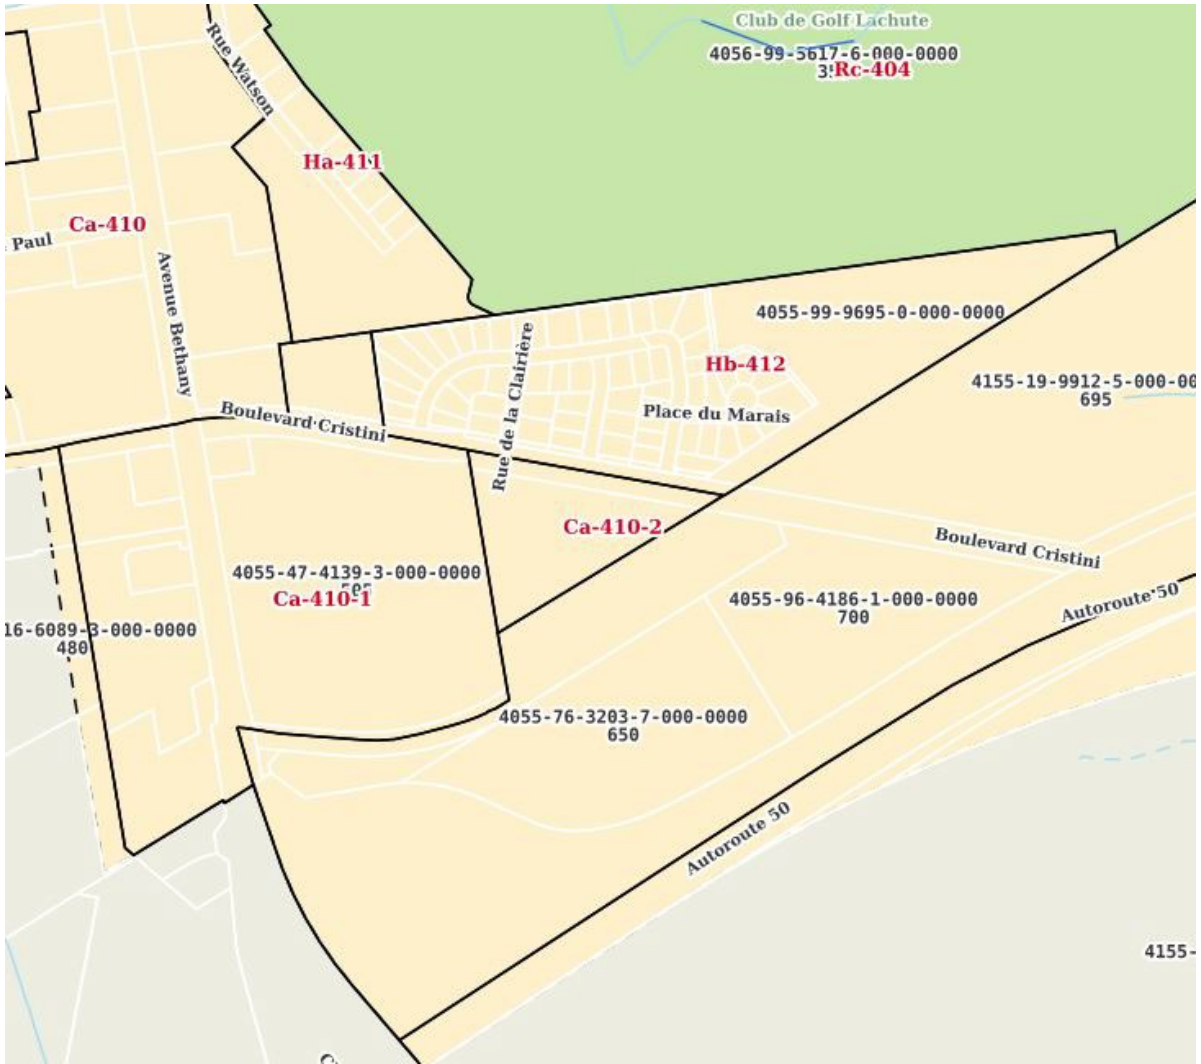 Club de Golf Lachute
4056-99-5617-6-000-0000
Rc-404
Rue Watson
Ha-411
Ca-410
Paul
Avenue Bethany
4055-99-9695-0-000-0000
Hb-412
4155-19-9912-5-000-00
695
Rue de la Clairière
Place du Marais
Boulevard Cristini
Ca-410-2
Boulevard Cristini
4055-47-4139-3-000-0000
Ca-410-1
4055-96-4186-1-000-0000
700
Autoroute 50
16-6089-3-000-0000
480
4055-76-3203-7-000-0000
650
Autoroute 50
4155-